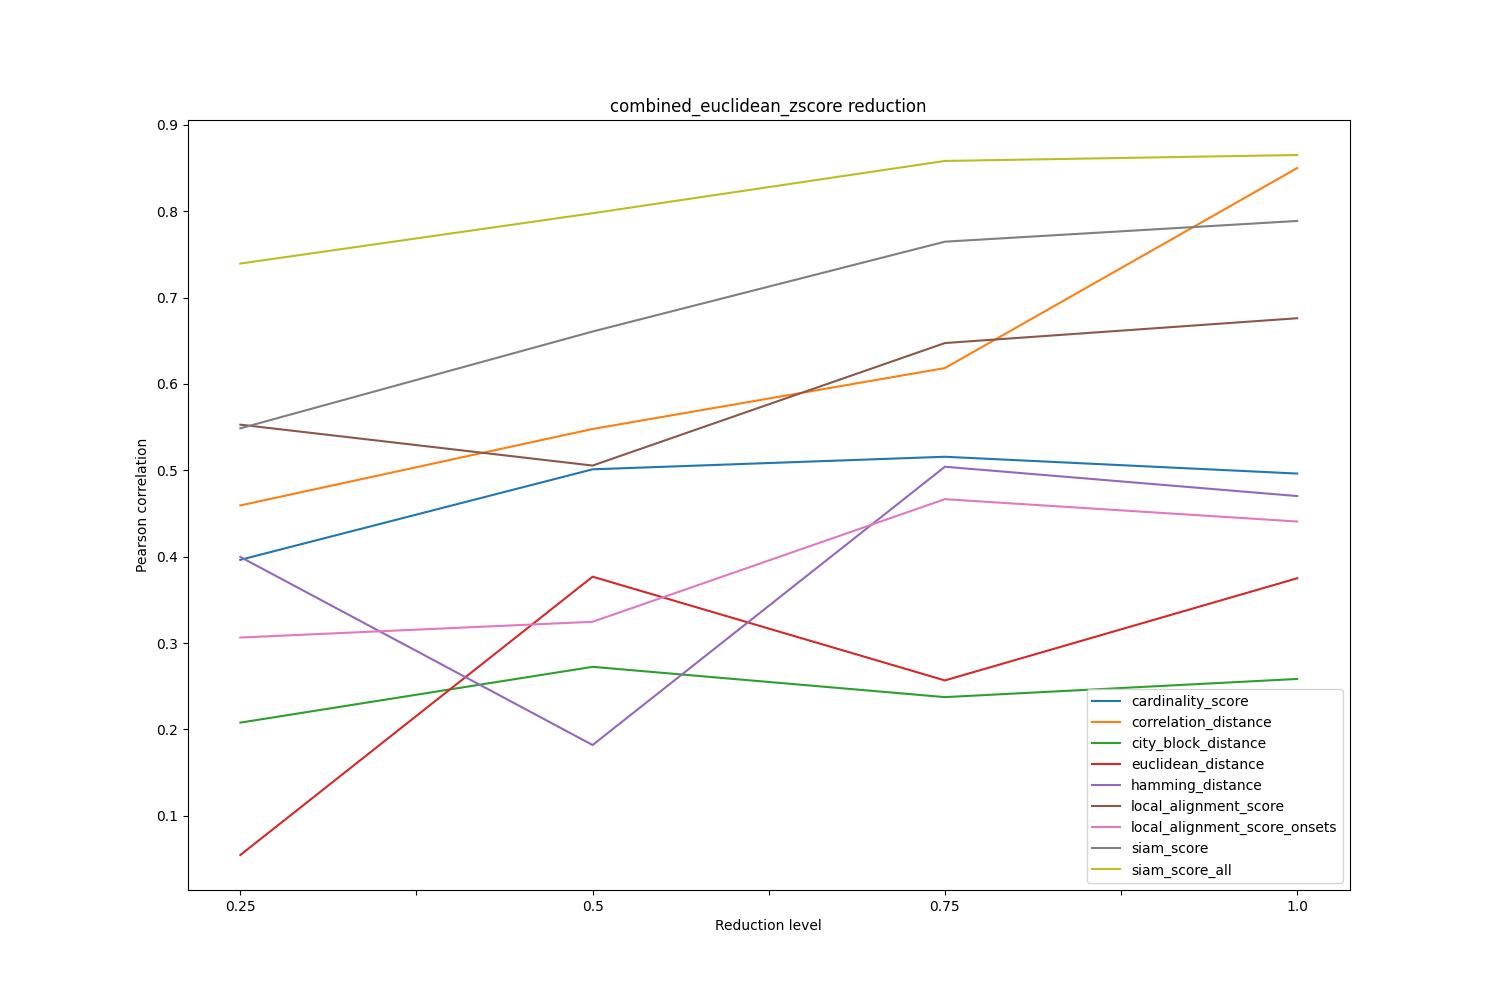 combined_euclidean_zscore reduction
0.9
0.8
0.7
0.6
0.5
0.4
0.3
0.2
0.1
Pearson correlation
0.25 0.5 0.75 1.0
Reduction level
cardinality_score
correlation_distance
city_block_distance
euclidean_distance
hamming_distance
local_alignment_score
local_alignment_score_onsets
siam_score
siam_score_all